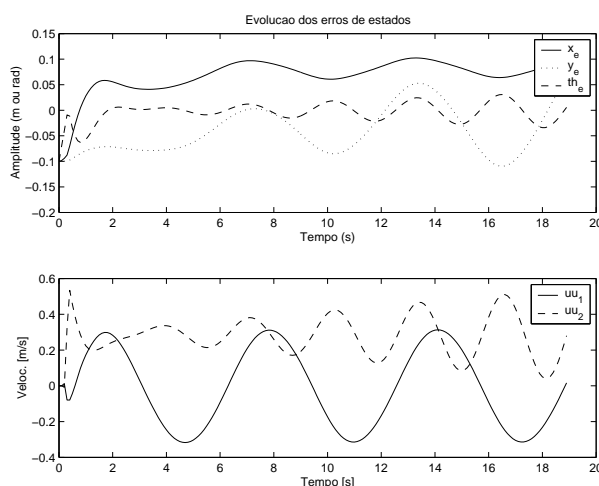 Evolucao dos erros de estados
0.15
0.1
0.05
0
−0.05
−0.1
−0.15
−0.2
Amplitude (m ou rad)
x_e
y_e
th_e
0 2 4 6 8 10 12 14 16 18 20
Tempo (s)
0.6
0.4
0.2
0
−0.2
−0.4
Veloc. [m/s]
uu_1
uu_2
0 2 4 6 8 10 12 14 16 18 20
Tempo [s]